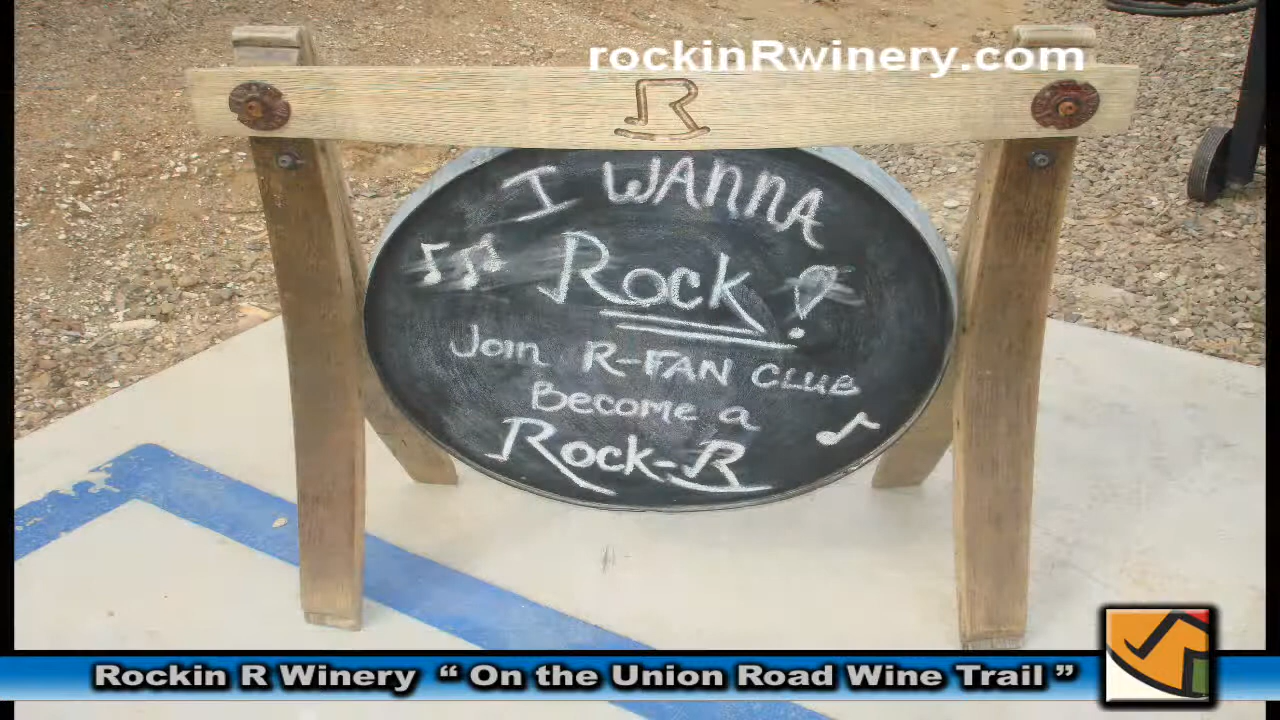 rockinRwinery.com
R
I WANNA
Rock!
Join R-FAN CLUB
Become a
Rock-R
Rockin R Winery “ On the Union Road Wine Trail ”